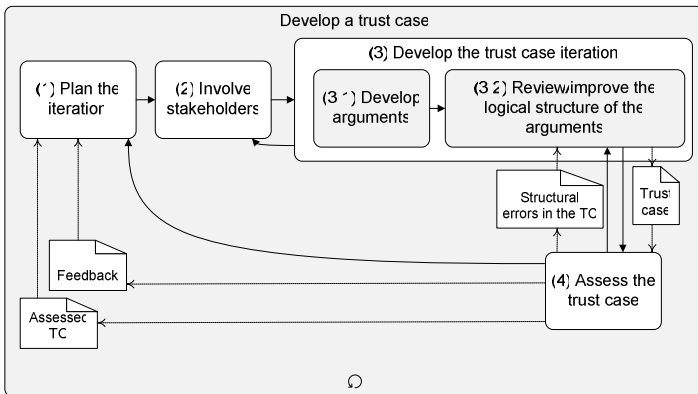 Develop a trust case
(3) Develop the trust case iteration
(1) Plan the
iteration
(2) Involve
stakeholders
(3.1) Develop
arguments
(3.2) Review/improve the
logical structure of the
arguments
Structural
errors in the TC
Trust
case
Feedback
(4) Assess the
trust case
Assessed
TC